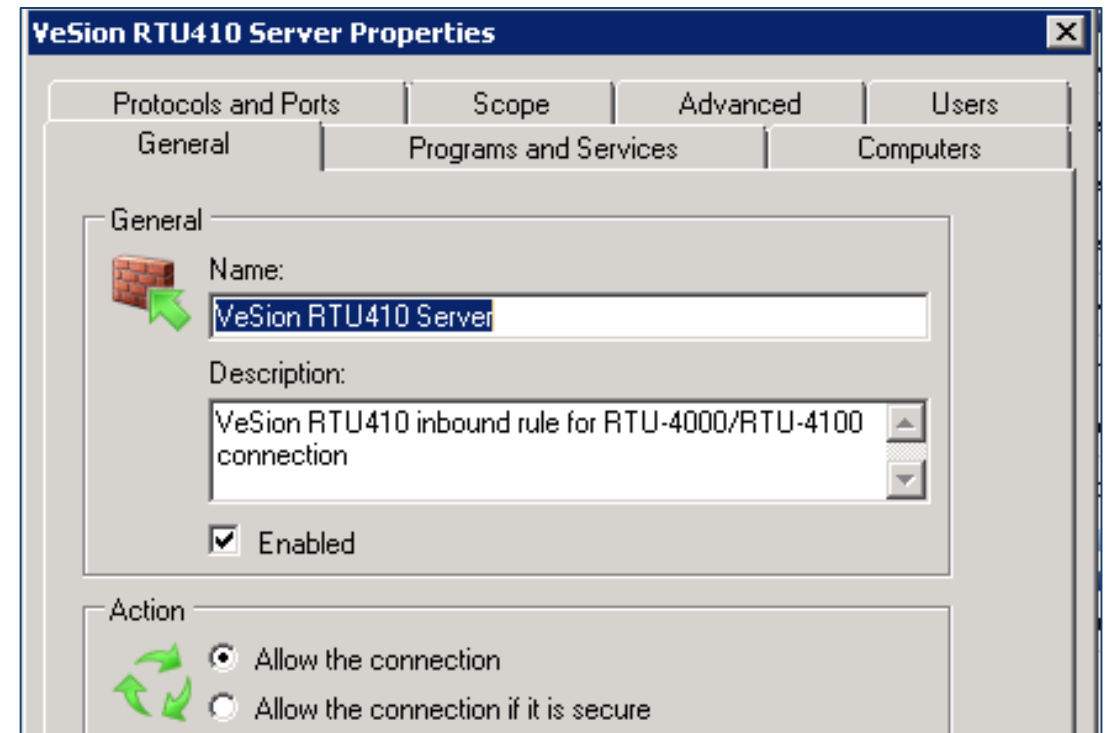 VeSion RTU410 Server Properties
Protocols and Ports Scope Advanced Users
General Programs and Services Computers
General
Name:
VeSion RTU410 Server
Description:
VeSion RTU410 inbound rule for RTU-4000/RTU-4100
connection
Enabled
Action
Allow the connection
Allow the connection if it is secure